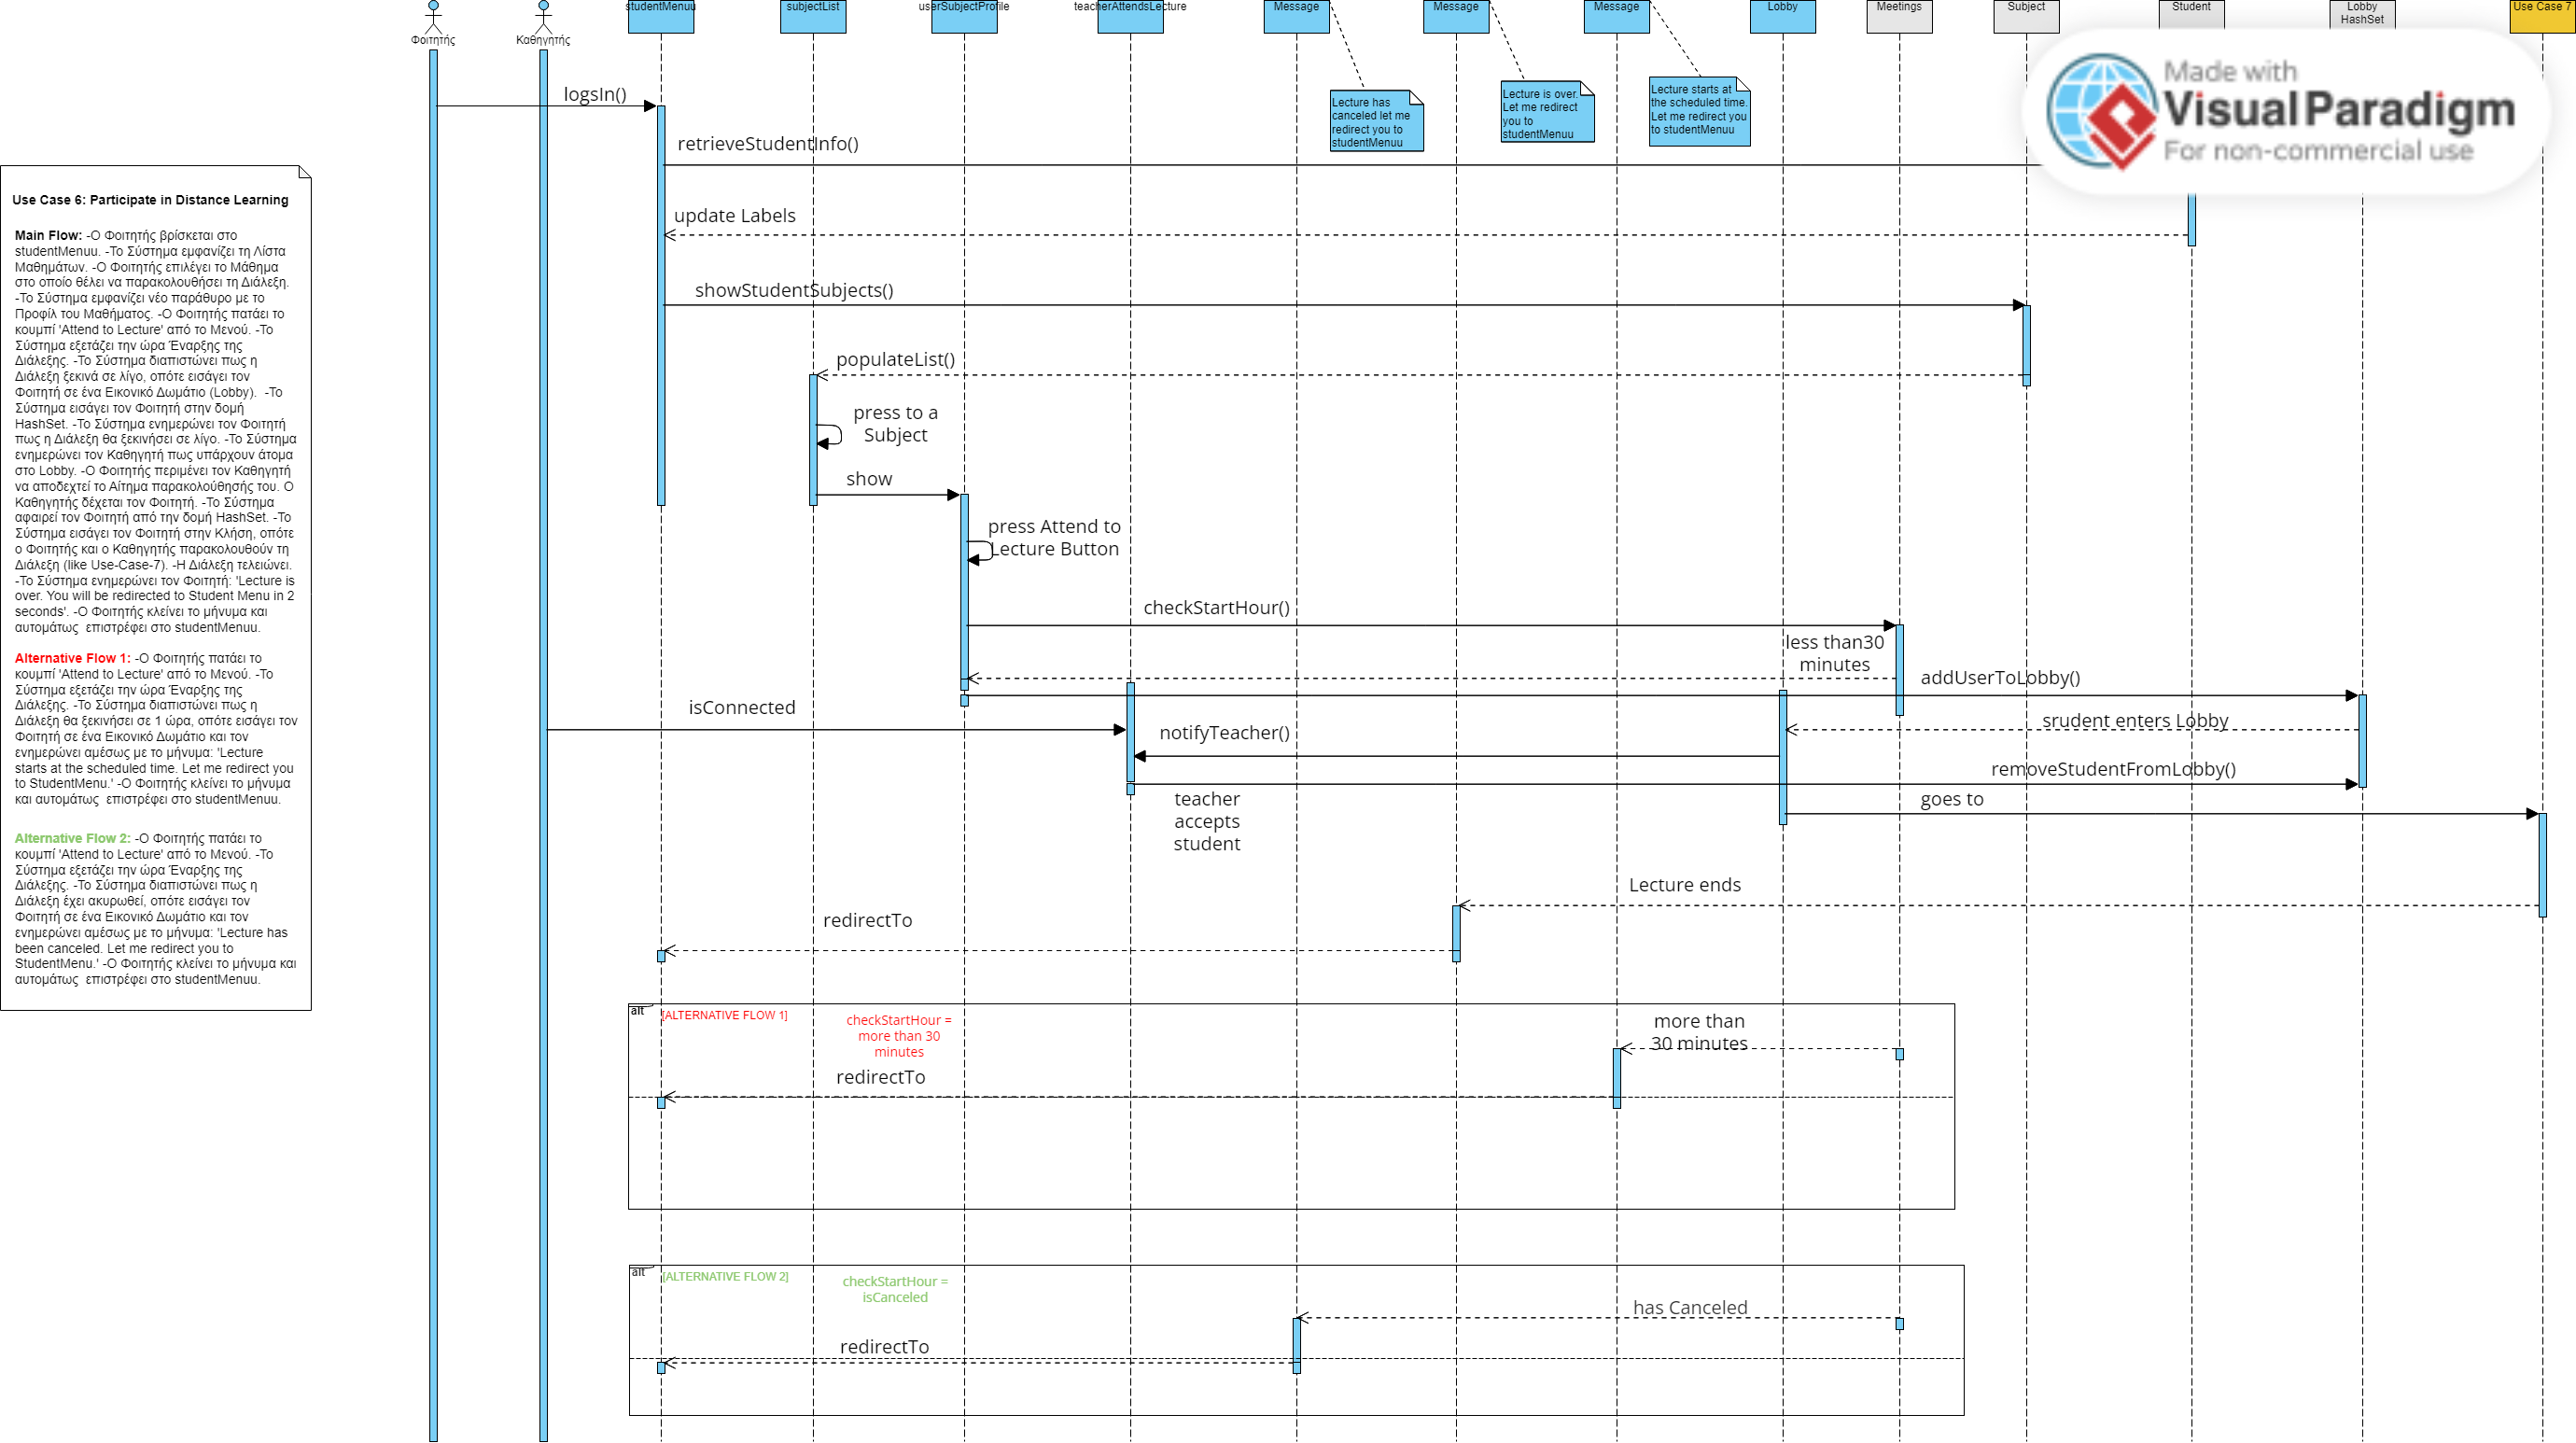 studentMenuu
subjectList
userSubjectProfile
teacherAttendsLecture
Message
Message
Message
Lobby
Meetings
Subject
Student
Lobby
HashSet
Use Case 7
Φοιτητής
Καθηγητής
Made with
Visual Paradigm
For non-commercial use
Lecture has
canceled let me
redirect you to
studentMenuu
Lecture is over.
Let me redirect
you to
studentMenuu
Lecture starts at
the scheduled time.
Let me redirect you
to studentMenuu
logsIn()
retrieveStudentInfo()
update Labels
showStudentSubjects()
populateList()
press to a
Subject
show
press Attend to
Lecture Button
checkStartHour()
less than30
minutes
addUserToLobby()
isConnected
srudent enters Lobby
notifyTeacher()
removeStudentFromLobby()
teacher
accepts
student
goes to
Lecture ends
redirectTo
alt
[ALTERNATIVE FLOW 1]
checkStartHour =
more than 30
minutes
more than
30 minutes
redirectTo
alt
[ALTERNATIVE FLOW 2]
checkStartHour =
isCanceled
has Canceled
redirectTo
Use Case 6: Participate in Distance Learning
Main Flow: -Ο Φοιτητής βρίσκεται στο
studentMenuu. -Το Σύστημα εμφανίζει τη Λίστα
Μαθημάτων. -Ο Φοιτητής επιλέγει το Μάθημα
στο οποίο θέλει να παρακολουθήσει τη Διάλεξη.
-Το Σύστημα εμφανίζει νέο παράθυρο με το
Προφίλ του Μαθήματος. -Ο Φοιτητής πατάει το
κουμπί 'Attend to Lecture' από το Μενού. -Το
Σύστημα εξετάζει την ώρα Έναρξης της
Διάλεξης. -Το Σύστημα διαπιστώνει πως η
Διάλεξη ξεκινά σε λίγο, οπότε εισάγει τον
Φοιτητή σε ένα Εικονικό Δωμάτιο (Lobby).  -Το
Σύστημα εισάγει τον Φοιτητή στην δομή
HashSet. -Το Σύστημα ενημερώνει τον Φοιτητή
πως η Διάλεξη θα ξεκινήσει σε λίγο. -Το Σύστημα
ενημερώνει τον Καθηγητή πως υπάρχουν άτομα
στο Lobby. -Ο Φοιτητής περιμένει τον Καθηγητή
να αποδεχτεί το Αίτημα παρακολούθησής του. Ο
Καθηγητής δέχεται τον Φοιτητή. -Το Σύστημα
αφαιρεί τον Φοιτητή από την δομή HashSet. -Το
Σύστημα εισάγει τον Φοιτητή στην Κλήση, οπότε
ο Φοιτητής και ο Καθηγητής παρακολουθούν τη
Διάλεξη (like Use-Case-7). -Η Διάλεξη τελειώνει.
-Το Σύστημα ενημερώνει τον Φοιτητή: 'Lecture is
over. You will be redirected to Student Menu in 2
seconds'. -Ο Φοιτητής κλείνει το μήνυμα και
αυτομάτως  επιστρέφει στο studentMenuu.
Alternative Flow 1: -Ο Φοιτητής πατάει το
κουμπί 'Attend to Lecture' από το Μενού. -Το
Σύστημα εξετάζει την ώρα Έναρξης της
Διάλεξης. -Το Σύστημα διαπιστώνει πως η
Διάλεξη θα ξεκινήσει σε 1 ώρα, οπότε εισάγει τον
Φοιτητή σε ένα Εικονικό Δωμάτιο και τον
ενημερώνει αμέσως με το μήνυμα: 'Lecture
starts at the scheduled time. Let me redirect you
to StudentMenu.' -Ο Φοιτητής κλείνει το μήνυμα
και αυτομάτως  επιστρέφει στο studentMenuu.
Alternative Flow 2: -Ο Φοιτητής πατάει το
κουμπί 'Attend to Lecture' από το Μενού. -Το
Σύστημα εξετάζει την ώρα Έναρξης της
Διάλεξης. -Το Σύστημα διαπιστώνει πως η
Διάλεξη έχει ακυρωθεί, οπότε εισάγει τον
Φοιτητή σε ένα Εικονικό Δωμάτιο και τον
ενημερώνει αμέσως με το μήνυμα: 'Lecture has
been canceled. Let me redirect you to
StudentMenu.' -Ο Φοιτητής κλείνει το μήνυμα και
αυτομάτως  επιστρέφει στο studentMenuu.